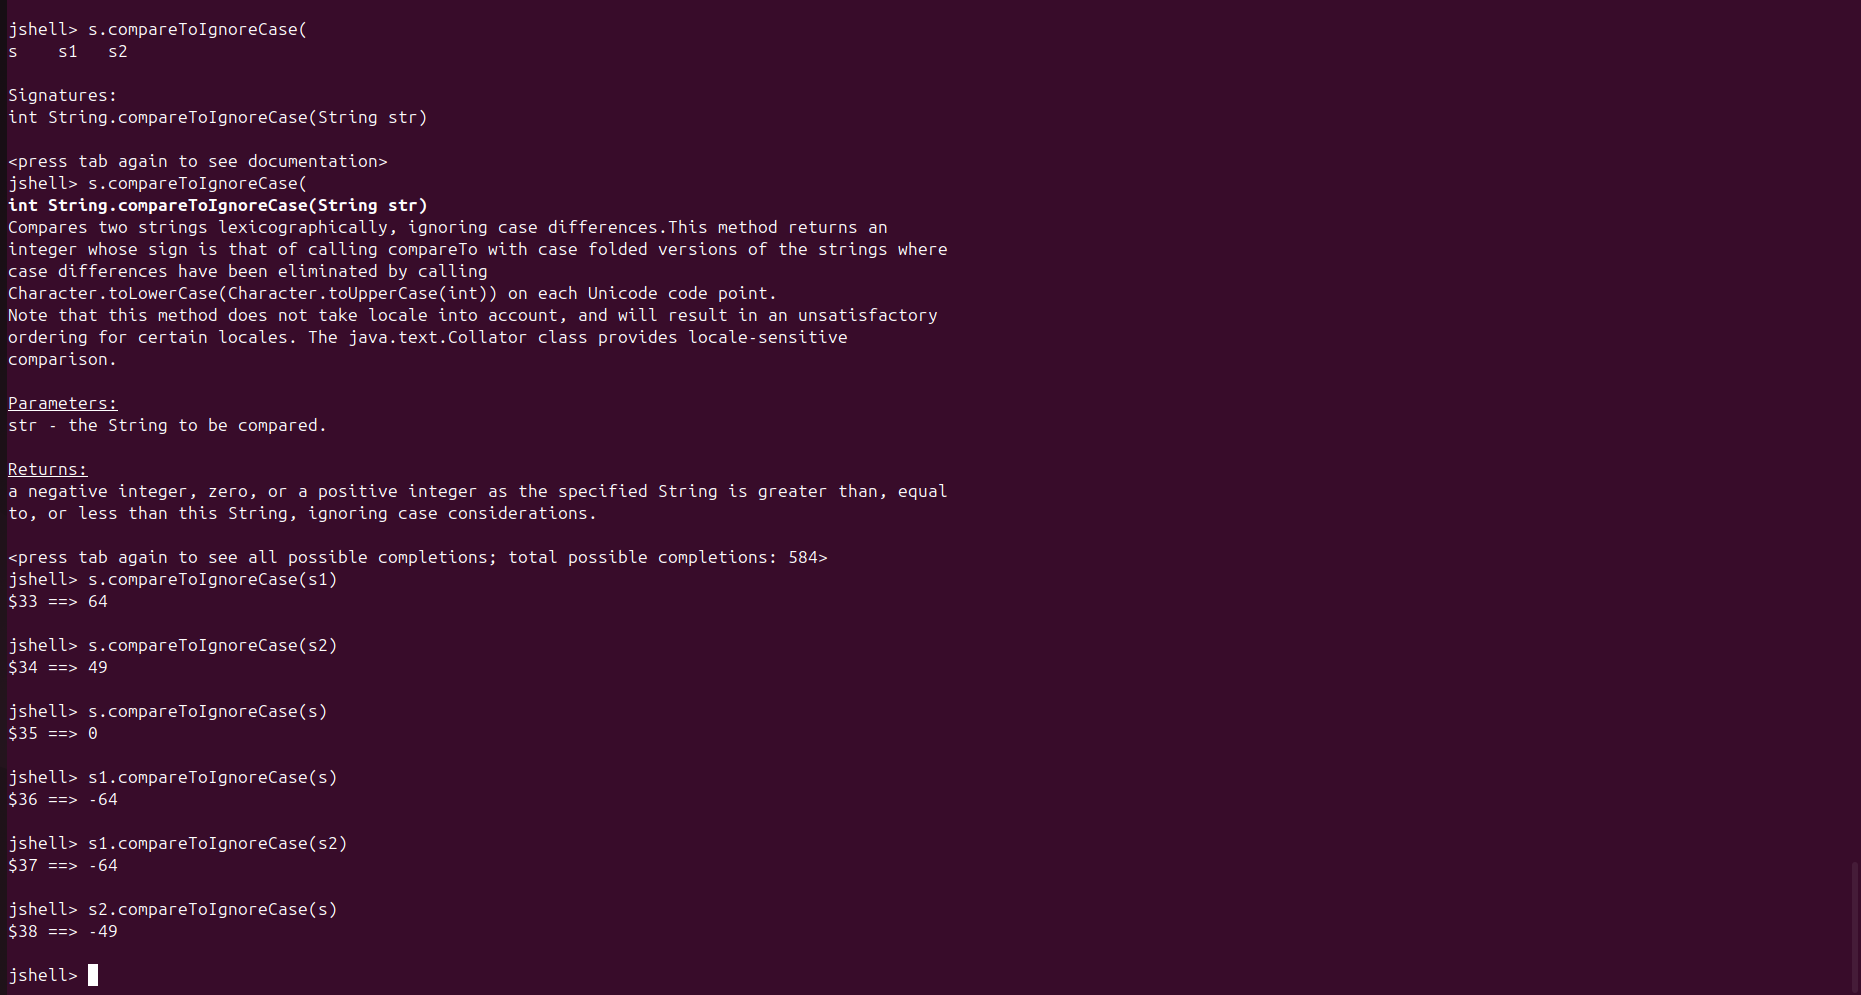 jshell> s.compareToIgnoreCase(
s    s1   s2
Signatures:
int String.compareToIgnoreCase(String str)
<press tab again to see documentation>
jshell> s.compareToIgnoreCase(
int String.compareToIgnoreCase(String str)
Compares two strings lexicographically, ignoring case differences.This method returns an
integer whose sign is that of calling compareTo with case folded versions of the strings where
case differences have been eliminated by calling
Character.toLowerCase(Character.toUpperCase(int)) on each Unicode code point.
Note that this method does not take locale into account, and will result in an unsatisfactory
ordering for certain locales. The java.text.Collator class provides locale-sensitive
comparison.
Parameters:
str - the String to be compared.
Returns:
a negative integer, zero, or a positive integer as the specified String is greater than, equal
to, or less than this String, ignoring case considerations.
<press tab again to see all possible completions; total possible completions: 584>
jshell> s.compareToIgnoreCase(s1)
$33 ==> 64
jshell> s.compareToIgnoreCase(s2)
$34 ==> 49
jshell> s.compareToIgnoreCase(s)
$35 ==> 0
jshell> s1.compareToIgnoreCase(s)
$36 ==> -64
jshell> s1.compareToIgnoreCase(s2)
$37 ==> -64
jshell> s2.compareToIgnoreCase(s)
$38 ==> -49
jshell>